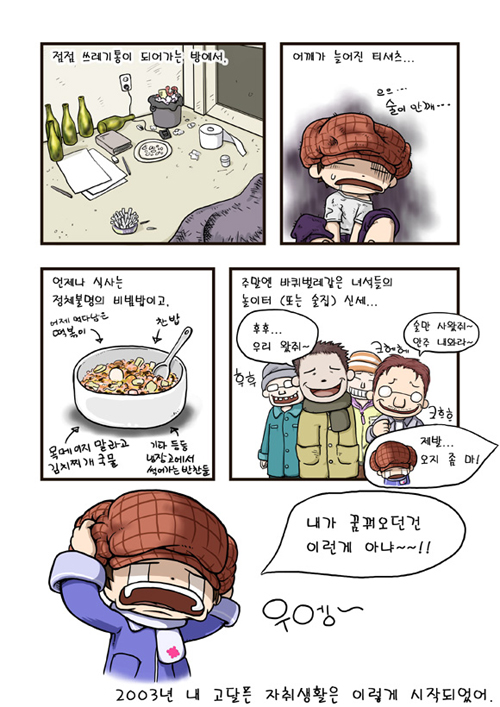 점점 쓰레기통이 되어가는 방에서,
어깨가 늘어진 티셔츠...
으으...
술이 안깨...
언제나 식사는
정체불명의 비빔밥이고,
어제 먹다남은
떡볶이
찬밥
목메이지 말라고
김치찌개 국물
기타 등등
냉장고에서
썩어가는 반찬들
주말엔 바퀴벌레같은 녀석들의
놀이터 (또는 술집) 신세...
후후...
우리 왔쥐~
흐흐
크헤헤
술만 사왔쥐~
안주 내와라~
크흐흐
제발...
오지 좀 마!
내가 꿈꿔오던건
이런게 아냐~~!!
우에엥~
2003년 내 고달픈 자취생활은 이렇게 시작되었어.